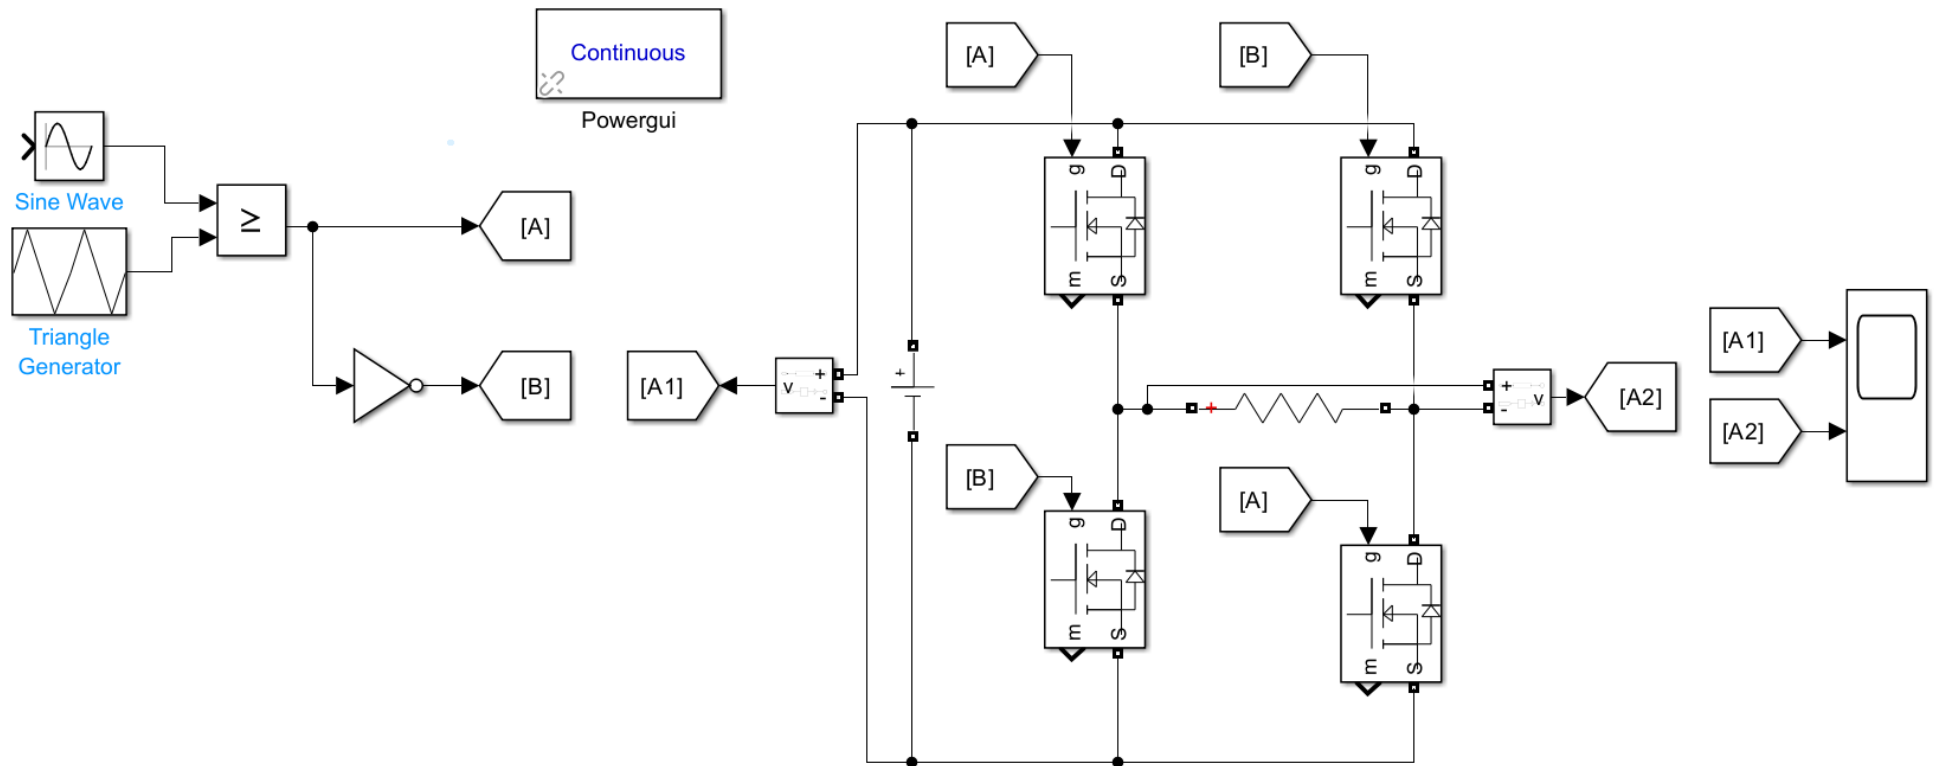 Continuous
Powergui
Sine Wave
≥
Triangle
Generator
[A]
[B]
[A1]
v
+
-
+
[A]
[B]
g
D
m
S
g
D
m
S
+
[B]
[A]
g
D
m
S
g
D
m
S
+
-
v
[A2]
[A1]
[A2]